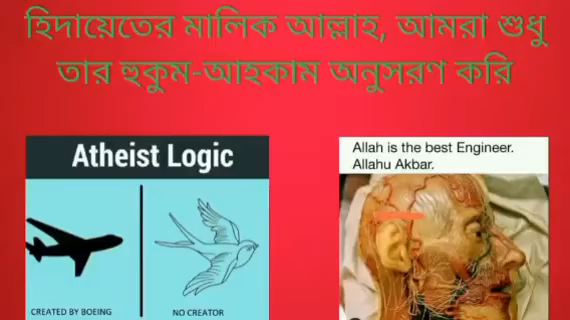 হিদায়েতের মালিক আল্লাহ, আমরা শুধু
তার হুকুম-আহকাম অনুসরণ করি
Atheist Logic
CREATED BY BOEING
NO CREATOR
Allah is the best Engineer.
Allahu Akbar.